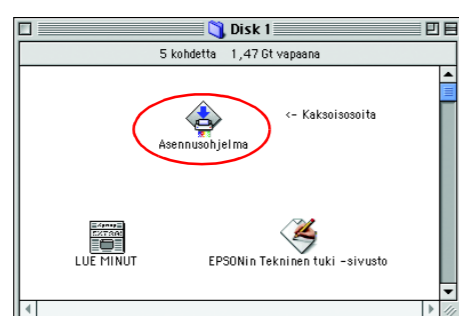 Disk 1
5 kohdetta 1,47 Gt vapaana
<- Kaksoisosoita
Asennusohjelma
LUE MINUT
EPSONin Tekninen tuki -sivusto